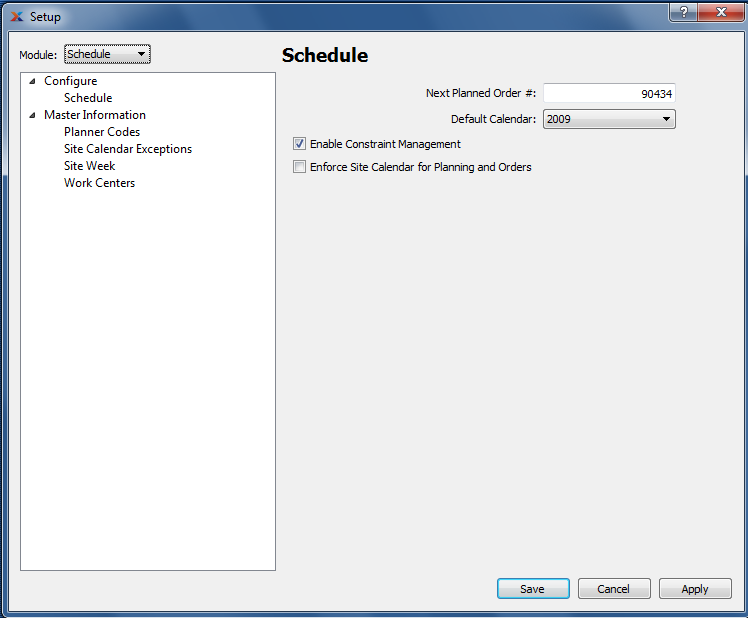 Setup
Module: Schedule
Configure
Schedule
Master Information
Planner Codes
Site Calendar Exceptions
Site Week
Work Centers
Schedule
Next Planned Order #: 90434
Default Calendar: 2009
Enable Constraint Management
Enforce Site Calendar for Planning and Orders
Save Cancel Apply